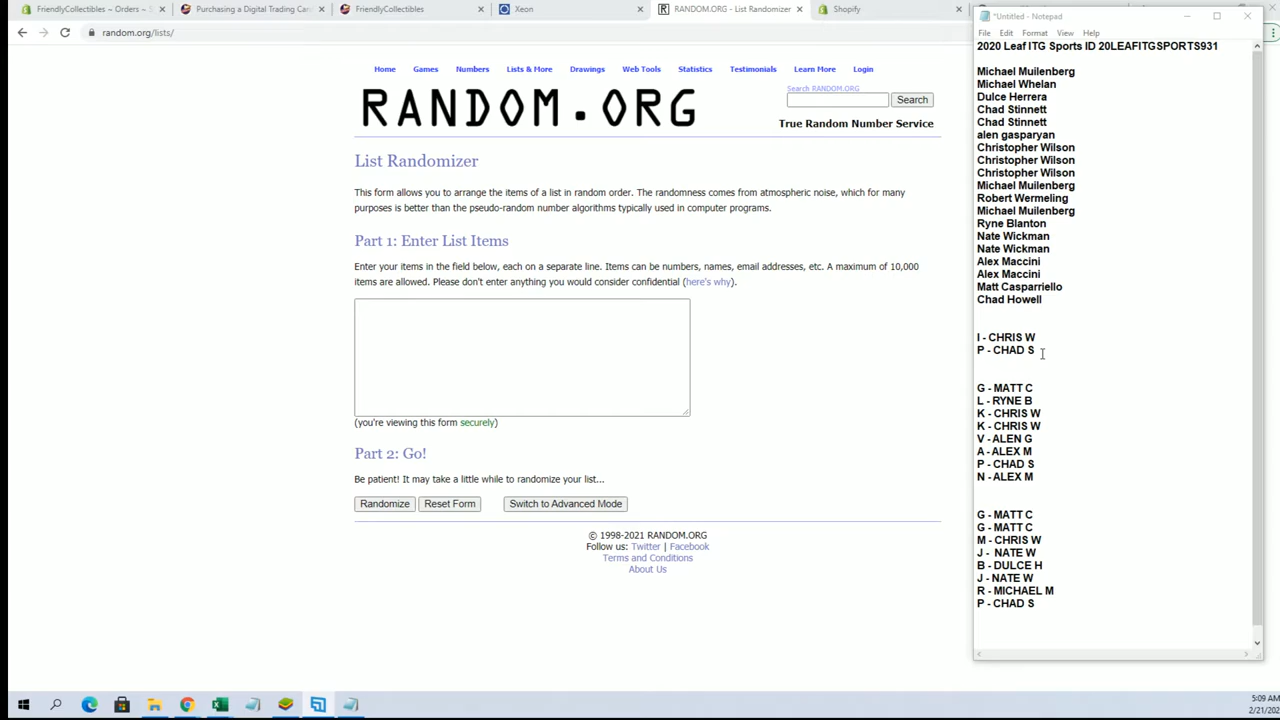 FriendlyCollectibles ~ Orders ~ S
Purchasing a Digital Trading Car
FriendlyCollectibles
Xeon
RANDOM.ORG - List Randomizer
Shopify
random.org/lists/
Home Games Numbers Lists & More Drawings Web Tools Statistics Testimonials Learn More Login
RANDOM.ORG
Search RANDOM.ORG
Search
True Random Number Service
List Randomizer
This form allows you to arrange the items of a list in random order. The randomness comes from atmospheric noise, which for many
purposes is better than the pseudo-random number algorithms typically used in computer programs.
Part 1: Enter List Items
Enter your items in the field below, each on a separate line. Items can be numbers, names, email addresses, etc. A maximum of 10,000
items are allowed. Please don't enter anything you would consider confidential (here's why).
(you're viewing this form securely)
Part 2: Go!
Be patient! It may take a little while to randomize your list...
Randomize Reset Form Switch to Advanced Mode
© 1998-2021 RANDOM.ORG
Follow us: Twitter | Facebook
Terms and Conditions
About Us
*Untitled - Notepad
File Edit Format View Help
2020 Leaf ITG Sports ID 20LEAFITGSPORTS931
Michael Muilenberg
Michael Whelan
Dulce Herrera
Chad Stinnett
Chad Stinnett
alen gasparyan
Christopher Wilson
Christopher Wilson
Christopher Wilson
Michael Muilenberg
Robert Wermeling
Michael Muilenberg
Ryne Blanton
Nate Wickman
Nate Wickman
Alex Maccini
Alex Maccini
Matt Casparriello
Chad Howell
I - CHRIS W
P - CHAD S
G - MATT C
L - RYNE B
K - CHRIS W
K - CHRIS W
V - ALEN G
A - ALEX M
P - CHAD S
N - ALEX M
G - MATT C
G - MATT C
M - CHRIS W
J - NATE W
B - DULCE H
J - NATE W
R - MICHAEL M
P - CHAD S
5:09 AM
2/21/202